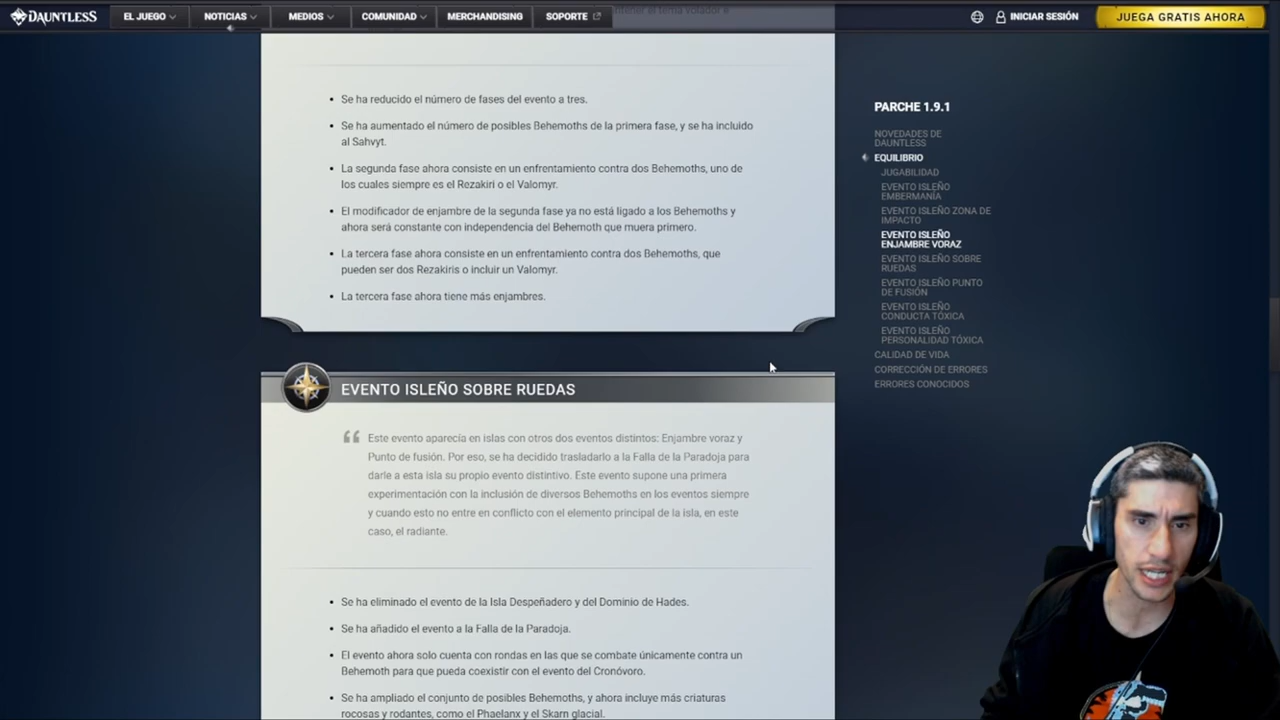 DAUNTLESS
EL JUEGO
NOTICIAS
MEDIOS
COMUNIDAD
MERCHANDISING
SOPORTE
INICIAR SESIÓN
JUEGA GRATIS AHORA
Se ha reducido el número de fases del evento a tres.
Se ha aumentado el número de posibles Behemoths de la primera fase, y se ha incluido
al Sahvyt.
La segunda fase ahora consiste en un enfrentamiento contra dos Behemoths, uno de
los cuales siempre es el Rezakiri o el Valomyr.
El modificador de enjambre de la segunda fase ya no está ligado a los Behemoths y
ahora será constante con independencia del Behemoth que muera primero.
La tercera fase ahora consiste en un enfrentamiento contra dos Behemoths, que
pueden ser dos Rezakiris o incluir un Valomyr.
La tercera fase ahora tiene más enjambres.
EVENTO ISLEÑO SOBRE RUEDAS
Este evento aparecía en islas con otros dos eventos distintos: Enjambre voraz y
Punto de fusión. Por eso, se ha decidido trasladarlo a la Falla de la Paradoja para
darle a esta isla su propio evento distintivo. Este evento supone una primera
experimentación con la inclusión de diversos Behemoths en los eventos siempre
y cuando esto no entre en conflicto con el elemento principal de la isla, en este
caso, el radiante.
Se ha eliminado el evento de la Isla Despeñadero y del Dominio de Hades.
Se ha añadido el evento a la Falla de la Paradoja.
El evento ahora solo cuenta con rondas en las que se combate únicamente contra un
Behemoth para que pueda coexistir con el evento del Cronóvoro.
Se ha ampliado el conjunto de posibles Behemoths, y ahora incluye más criaturas
rocosas y rodantes, como el Phaelanx y el Skarn glacial.
PARCHE 1.9.1
NOVEDADES DE
DAUNTLESS
EQUILIBRIO
JUGABILIDAD
EVENTO ISLEÑO
EMBERMANÍA
EVENTO ISLEÑO ZONA DE
IMPACTO
EVENTO ISLEÑO
ENJAMBRE VORAZ
EVENTO ISLEÑO SOBRE
RUEDAS
EVENTO ISLEÑO PUNTO
DE FUSIÓN
EVENTO ISLEÑO
CONDUCTA TÓXICA
EVENTO ISLEÑO
PERSONALIDAD TÓXICA
CALIDAD DE VIDA
CORRECCIÓN DE ERRORES
ERRORES CONOCIDOS